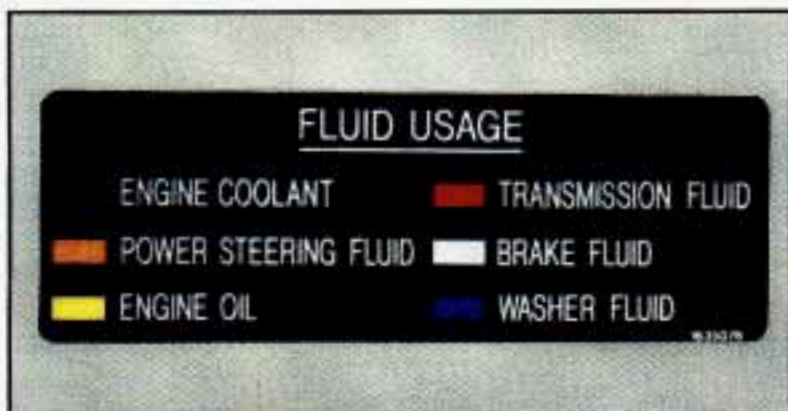 FLUID USAGE
ENGINE COOLANT TRANSMISSION FLUID
POWER STEERING FLUID BRAKE FLUID
ENGINE OIL WASHER FLUID